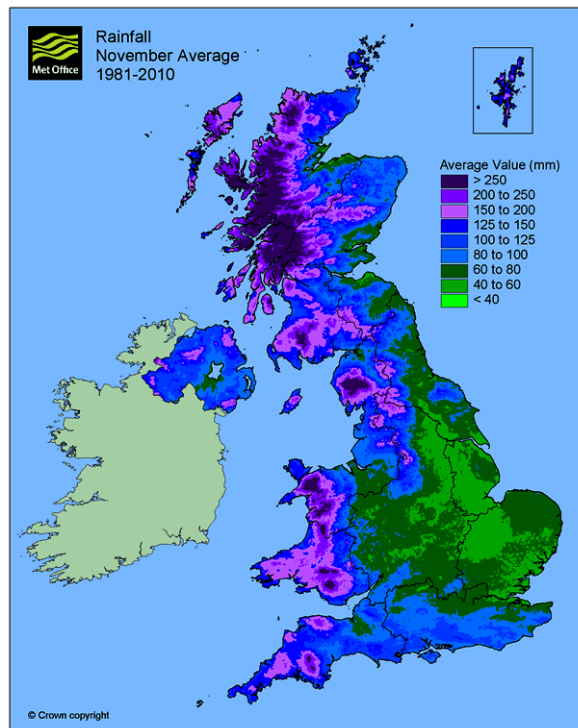 Met Office
Rainfall
November Average
1981-2010
Average Value (mm)
> 250
200 to 250
150 to 200
125 to 150
100 to 125
80 to 100
60 to 80
40 to 60
< 40
© Crown copyright